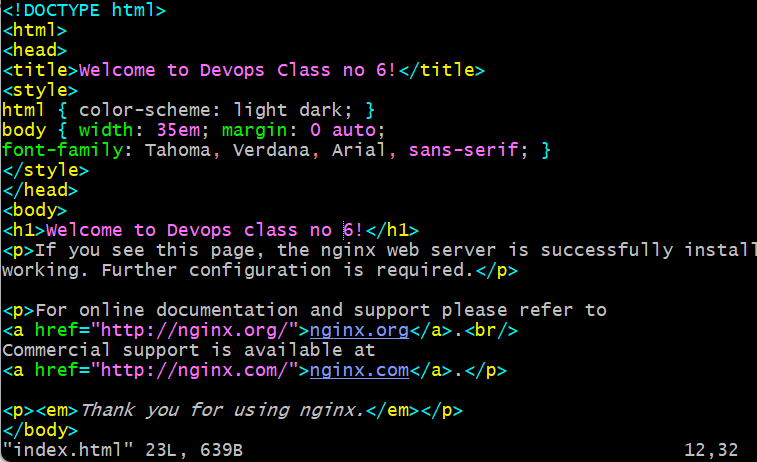 <!DOCTYPE html>
<html>
<head>
<title>Welcome to Devops Class no 6!</title>
<style>
html { color-scheme: light dark; }
body { width: 35em; margin: 0 auto;
font-family: Tahoma, Verdana, Arial, sans-serif; }
</style>
</head>
<body>
<h1>Welcome to Devops class no 6!</h1>
<p>If you see this page, the nginx web server is successfully install
working. Further configuration is required.</p>

<p>For online documentation and support please refer to
<a href="http://nginx.org/">nginx.org</a>.<br/>
Commercial support is available at
<a href="http://nginx.com/">nginx.com</a>.</p>

<p><em>Thank you for using nginx.</em></p>
</body>
"index.html" 23L, 639B 12,32